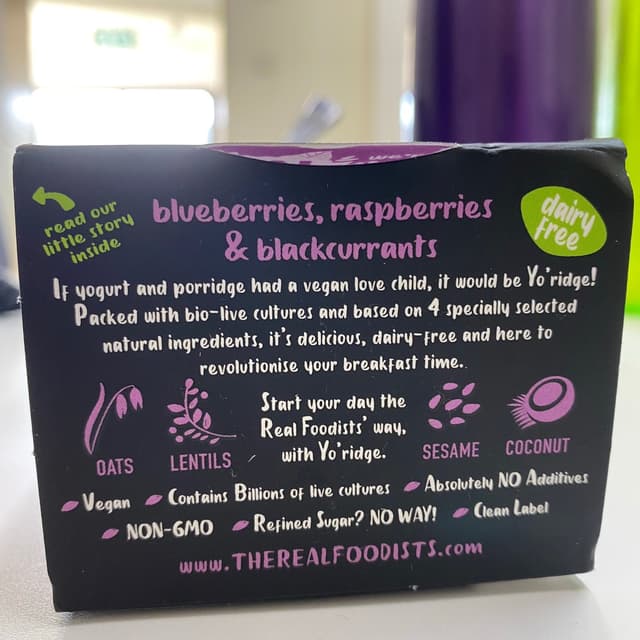 read our
little story
inside
blueberries, raspberries
& blackcurrants
dairy
free
If yogurt and porridge had a vegan love child, it would be Yo'ridge!
Packed with bio-live cultures and based on 4 specially selected
natural ingredients, it's delicious, dairy-free and here to
revolutionise your breakfast time.
Start your day the
Real Foodists' way,
with Yo'ridge.
OATS
LENTILS
SESAME
COCONUT
Vegan Contains Billions of live cultures Absolutely NO Additives
NON-GMO Refined Sugar? NO WAY! Clean Label
www.THEREALFOODISTS.com